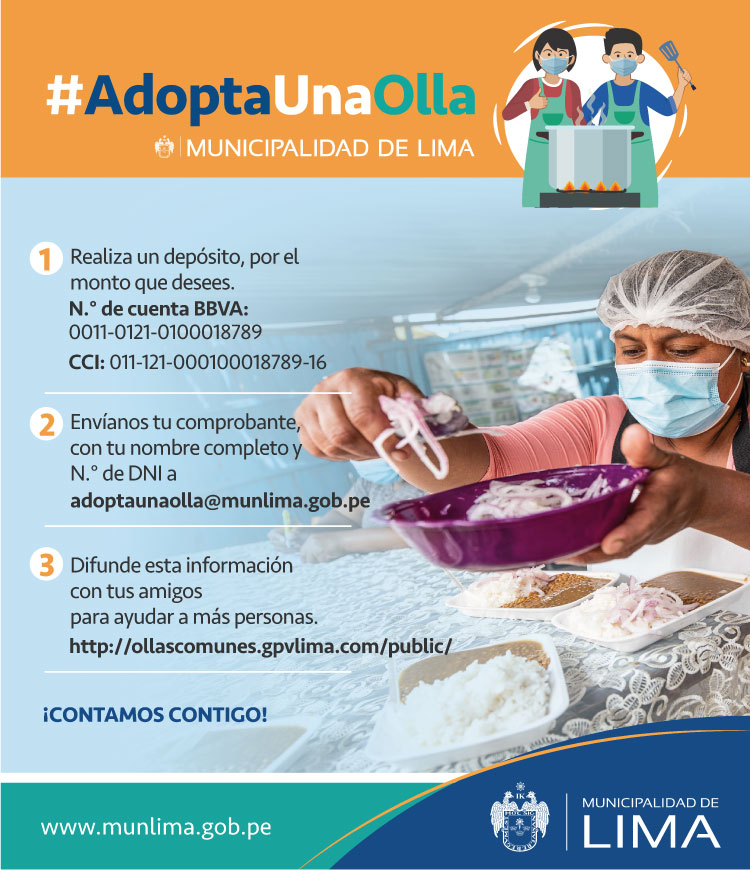 #AdoptaUnaOlla
MUNICIPALIDAD DE LIMA
1 Realiza un depósito, por el
monto que desees.
N.° de cuenta BBVA:
0011-0121-0100018789
CCI: 011-121-000100018789-16
2 Envíanos tu comprobante,
con tu nombre completo y
N.° de DNI a
adoptaunaolla@munlima.gob.pe
3 Difunde esta información
con tus amigos
para ayudar a más personas.
http://ollascomunes.gpvlima.com/public/
¡CONTAMOS CONTIGO!
www.munlima.gob.pe
IK
MUNICIPALIDAD DE
LIMA